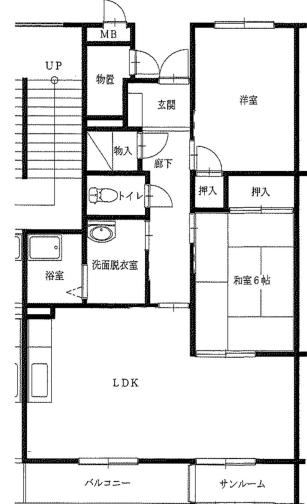 MB
UP
物置
玄関
洋室
物入
廊下
押入
押入
トイレ
浴室
洗面脱衣室
和室6帖
LDK
バルコニー
サンルーム